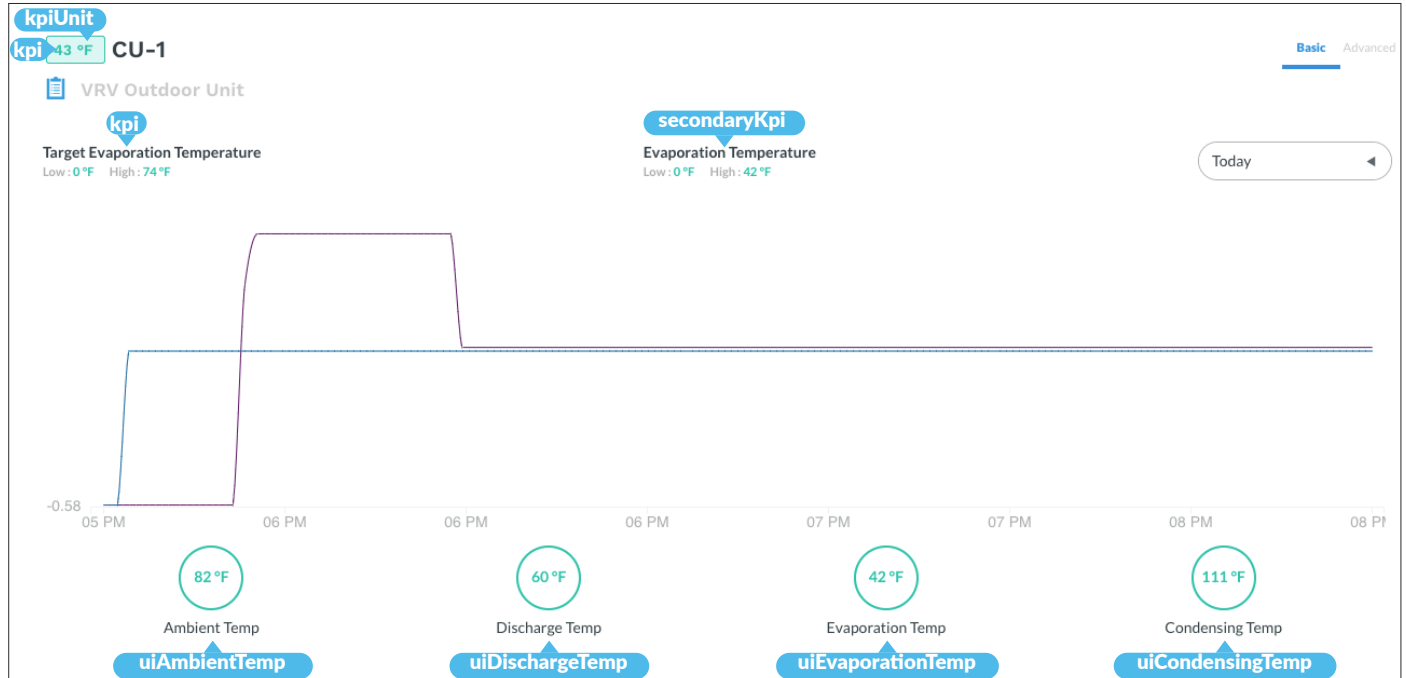 kpiUnit
kpi 43 °F CU-1
Basic Advanced
VRV Outdoor Unit
kpi
secondaryKpi
Target Evaporation Temperature
Evaporation Temperature
Low : 0 °F High : 74 °F
Low : 0 °F High : 42 °F
Today
-0.58
05 PM 06 PM 06 PM 06 PM 07 PM 07 PM 08 PM 08 PM
82 °F 60 °F 42 °F 111 °F
Ambient Temp Discharge Temp Evaporation Temp Condensing Temp
uiAmbientTemp uiDischargeTemp uiEvaporationTemp uiCondensingTemp